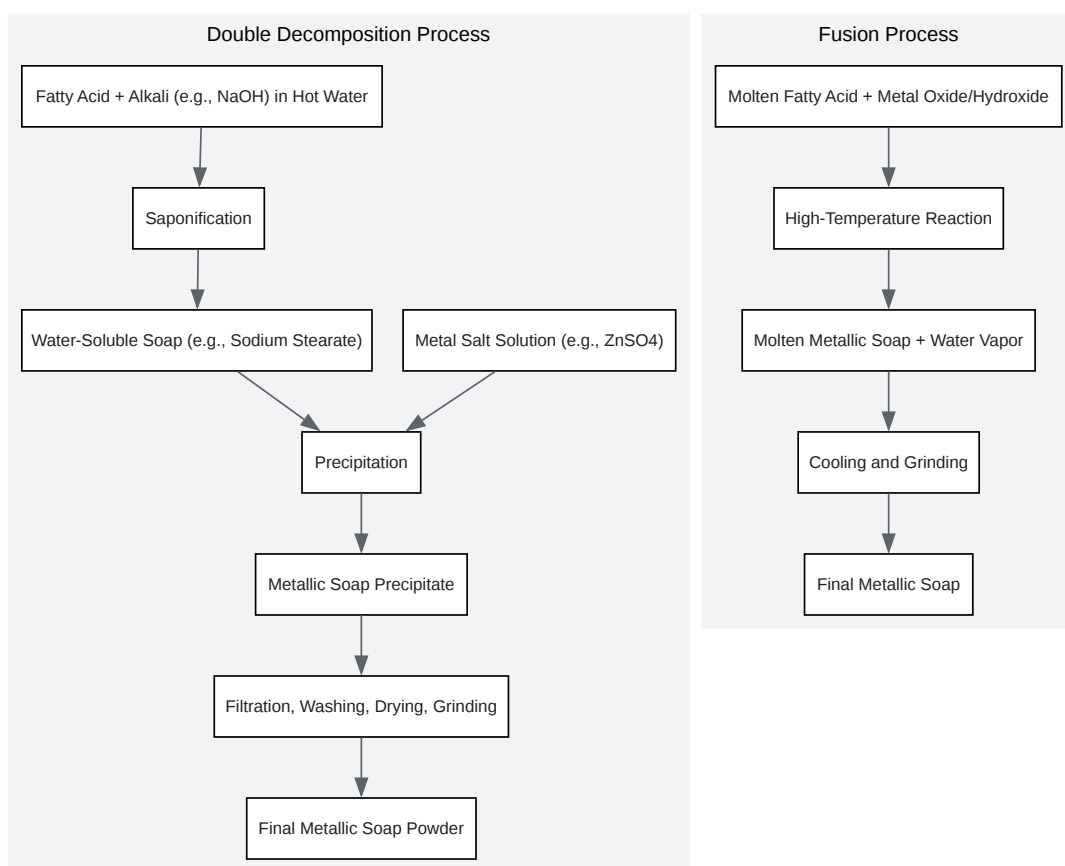 Double Decomposition Process
Fatty Acid + Alkali (e.g., NaOH) in Hot Water
Saponification
Water-Soluble Soap (e.g., Sodium Stearate)
Metal Salt Solution (e.g., ZnSO4)
Precipitation
Metallic Soap Precipitate
Filtration, Washing, Drying, Grinding
Final Metallic Soap Powder
Fusion Process
Molten Fatty Acid + Metal Oxide/Hydroxide
High-Temperature Reaction
Molten Metallic Soap + Water Vapor
Cooling and Grinding
Final Metallic Soap